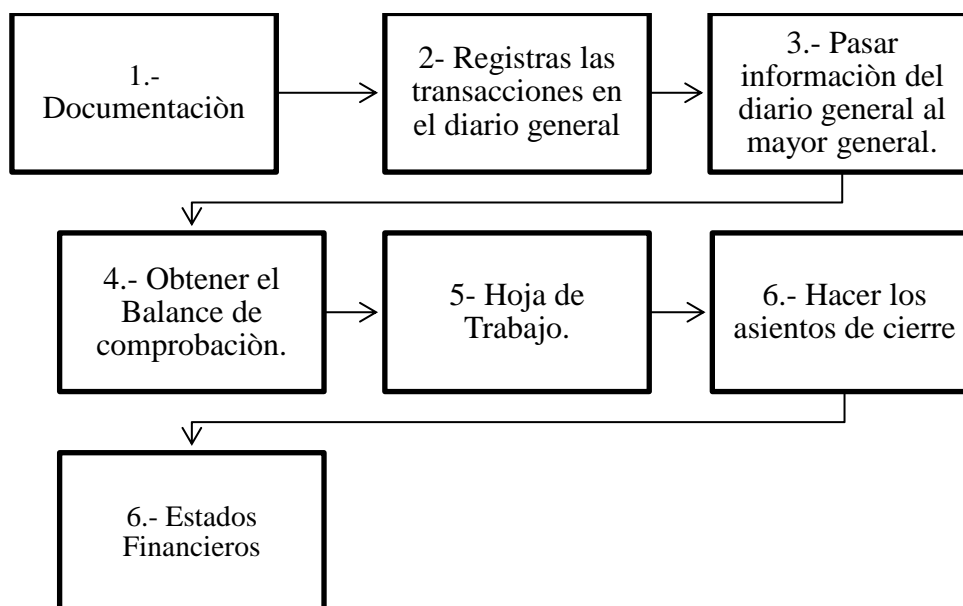 1.-
Documentaciòn
2- Registras las
transacciones en
el diario general
3.- Pasar
informaciòn del
diario general al
mayor general.
4.- Obtener el
Balance de
comprobaciòn.
5- Hoja de
Trabajo.
6.- Hacer los
asientos de cierre
6.- Estados
Financieros